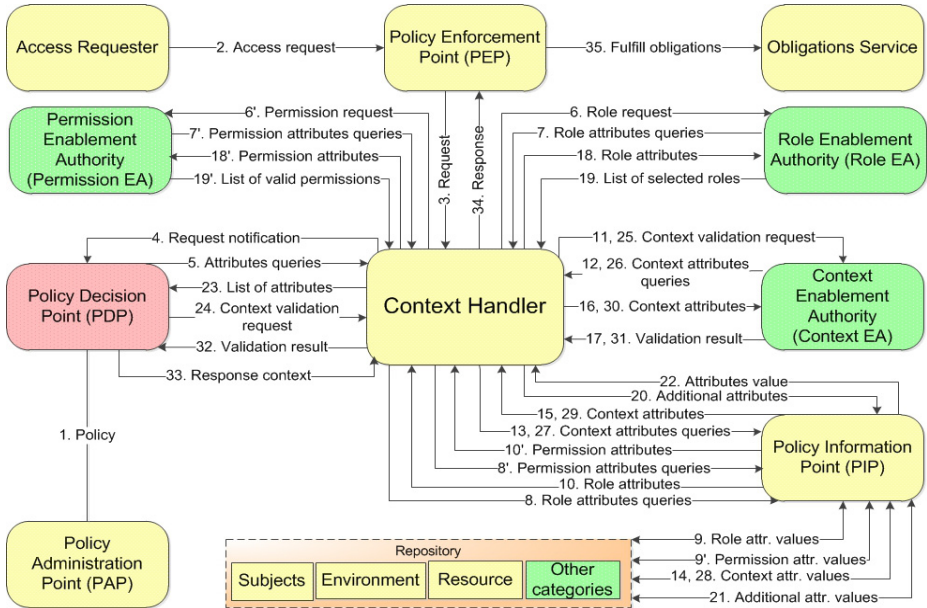 Access Requester
2. Access request
Policy Enforcement
Point (PEP)
35. Fulfill obligations
Obligations Service
Permission
Enablement
Authority
(Permission EA)
6'. Permission request
7'. Permission attributes queries
18'. Permission attributes
19'. List of valid permissions
3. Request
34. Response
6. Role request
7. Role attributes queries
18. Role attributes
19. List of selected roles
Role Enablement
Authority (Role EA)
4. Request notification
5. Attributes queries
23. List of attributes
24. Context validation
request
32. Validation result
33. Response context
Policy Decision
Point (PDP)
Context Handler
11, 25. Context validation request
12, 26. Context attributes
queries
16, 30. Context attributes
17, 31. Validation result
Context
Enablement
Authority
(Context EA)
22. Attributes value
20. Additional attributes
15, 29. Context attributes
13, 27. Context attributes queries
10'. Permission attributes
8'. Permission attributes queries
10. Role attributes
8. Role attributes queries
1. Policy
Policy Information
Point (PIP)
Policy
Administration
Point (PAP)
Repository
Subjects
Environment
Resource
Other
categories
9. Role attr. values
9'. Permission attr. values
14, 28. Context attr. values
21. Additional attr. values